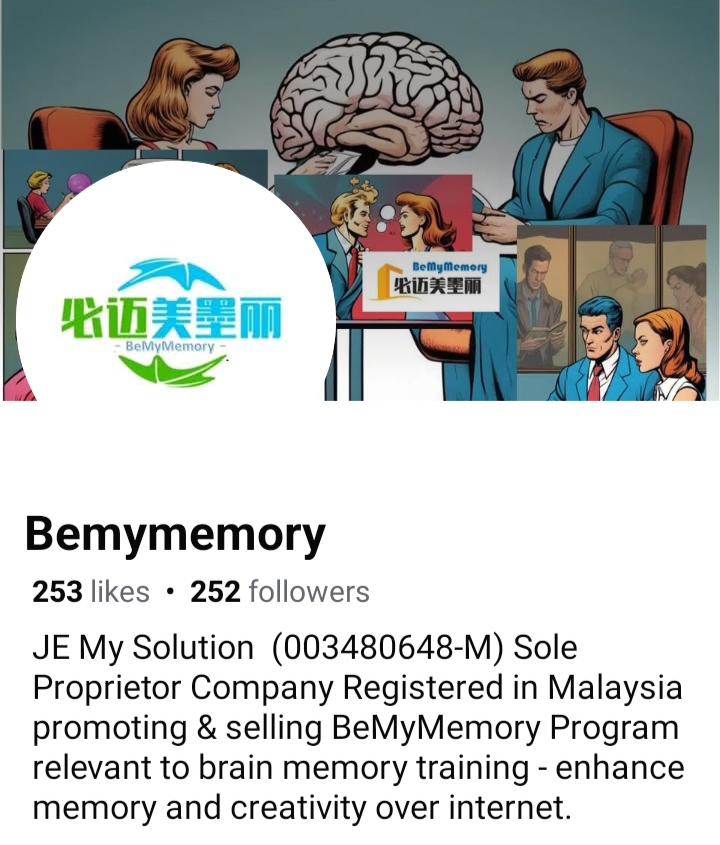 BeMyMemory
必迈美墨丽
必迈美墨丽
- BeMyMemory -
Bemymemory
253 likes • 252 followers
JE My Solution (003480648-M) Sole
Proprietor Company Registered in Malaysia
promoting & selling BeMyMemory Program
relevant to brain memory training - enhance
memory and creativity over internet.